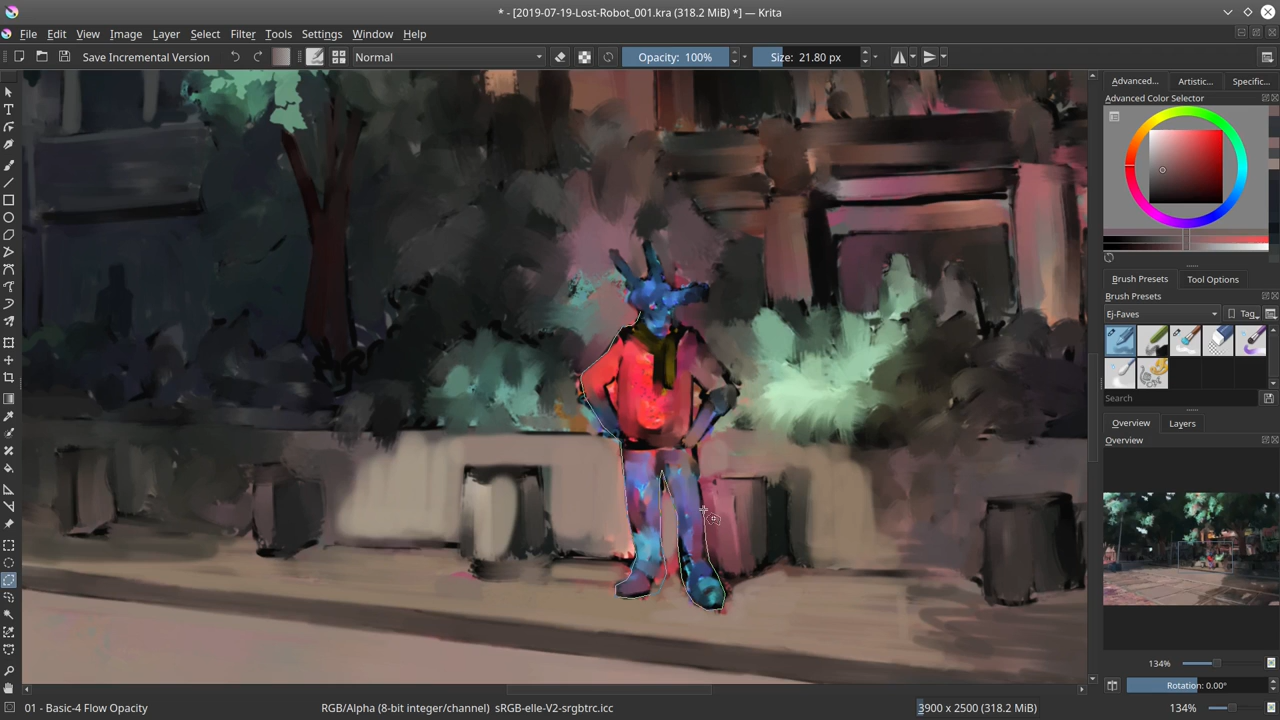 * - [2019-07-19-Lost-Robot_001.kra (318.2 MiB) *] — Krita
File Edit View Image Layer Select Filter Tools Settings Window Help
Save Incremental Version
Normal
Opacity: 100%
Size: 21.80 px
Advanced... Artistic... Specific...
Advanced Color Selector
Brush Presets Tool Options
Brush Presets
Ej-Faves
Tag
Search
Overview Layers
Overview
134%
Rotation: 0.00°
01 - Basic-4 Flow Opacity
RGB/Alpha (8-bit integer/channel) sRGB-elle-V2-srgbtrc.icc
3900 x 2500 (318.2 MiB)
134%